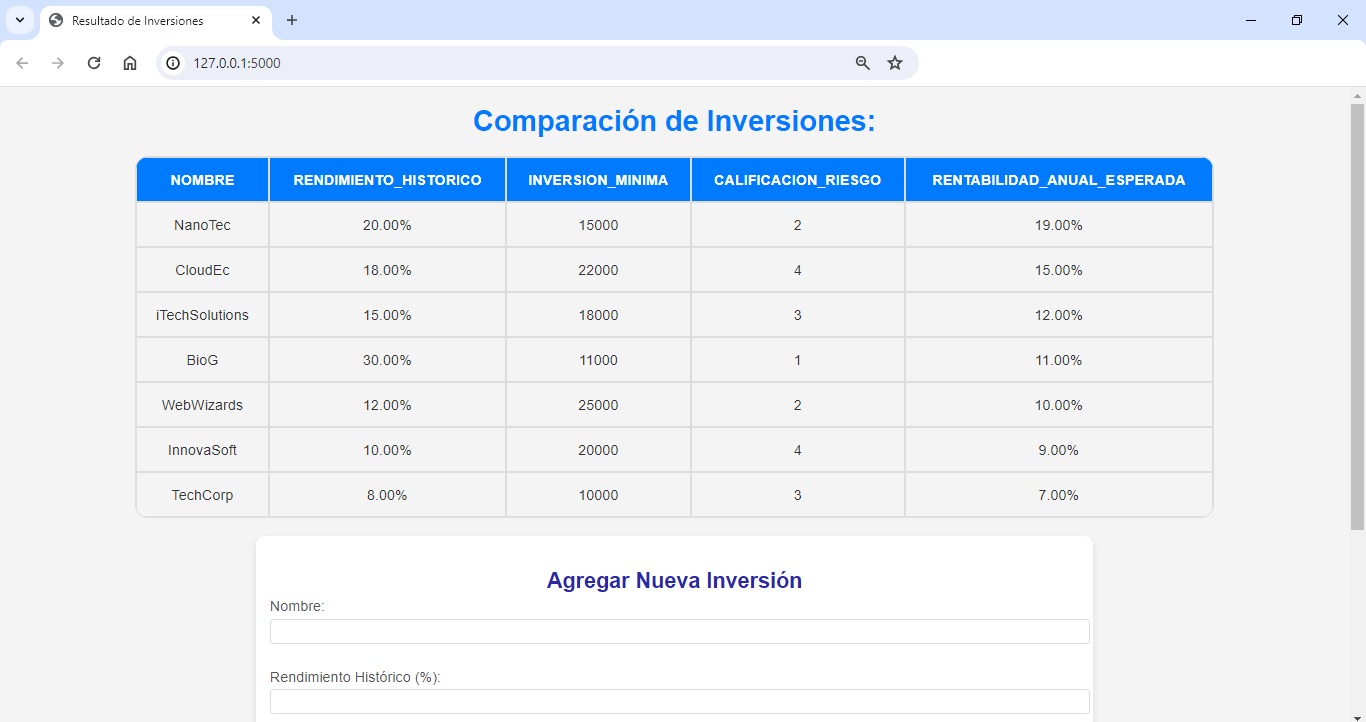 Resultado de Inversiones
127.0.0.1:5000
Comparación de Inversiones:
NOMBRE RENDIMIENTO_HISTORICO INVERSION_MINIMA CALIFICACION_RIESGO RENTABILIDAD_ANUAL_ESPERADA
NanoTec 20.00% 15000 2 19.00%
CloudEc 18.00% 22000 4 15.00%
iTechSolutions 15.00% 18000 3 12.00%
BioG 30.00% 11000 1 11.00%
WebWizards 12.00% 25000 2 10.00%
InnovaSoft 10.00% 20000 4 9.00%
TechCorp 8.00% 10000 3 7.00%
Agregar Nueva Inversión
Nombre:
Rendimiento Histórico (%):